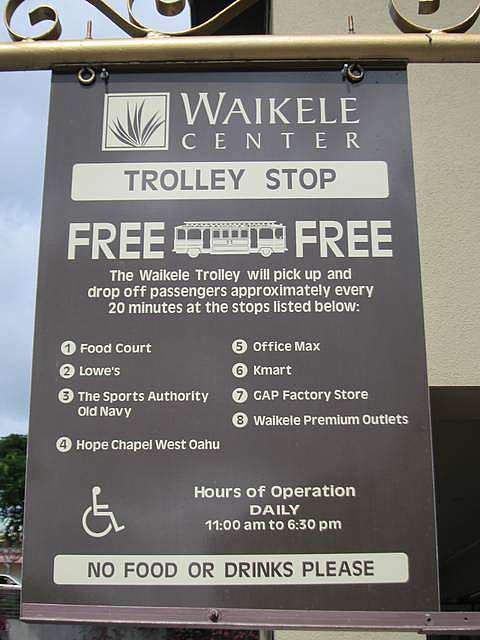 WAIKELE
CENTER
TROLLEY STOP
FREE FREE
The Waikele Trolley will pick up and
drop off passengers approximately every
20 minutes at the stops listed below:
1 Food Court
2 Lowe's
3 The Sports Authority
Old Navy
4 Hope Chapel West Oahu
5 Office Max
6 Kmart
7 GAP Factory Store
8 Waikele Premium Outlets
Hours of Operation
DAILY
11:00 am to 6:30 pm
NO FOOD OR DRINKS PLEASE